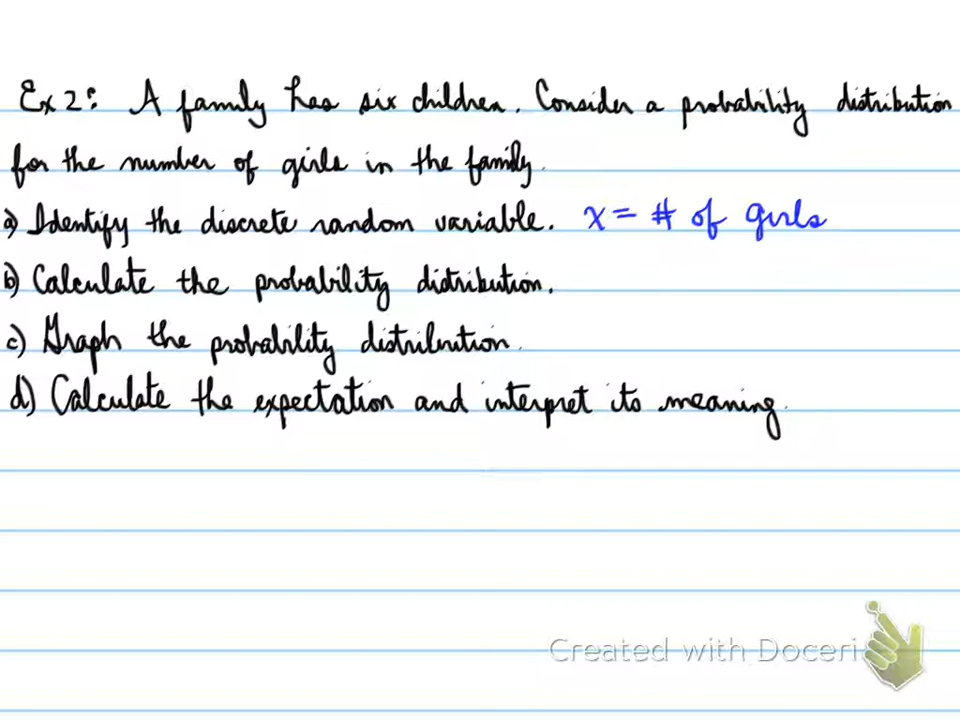 Ex 2: A family has six children. Consider a probability distribution
for the number of girls in the family.
a) Identify the discrete random variable. x = # of girls
b) Calculate the probability distribution.
c) Graph the probability distribution.
d) Calculate the expectation and interpret its meaning.
Created with Doceri